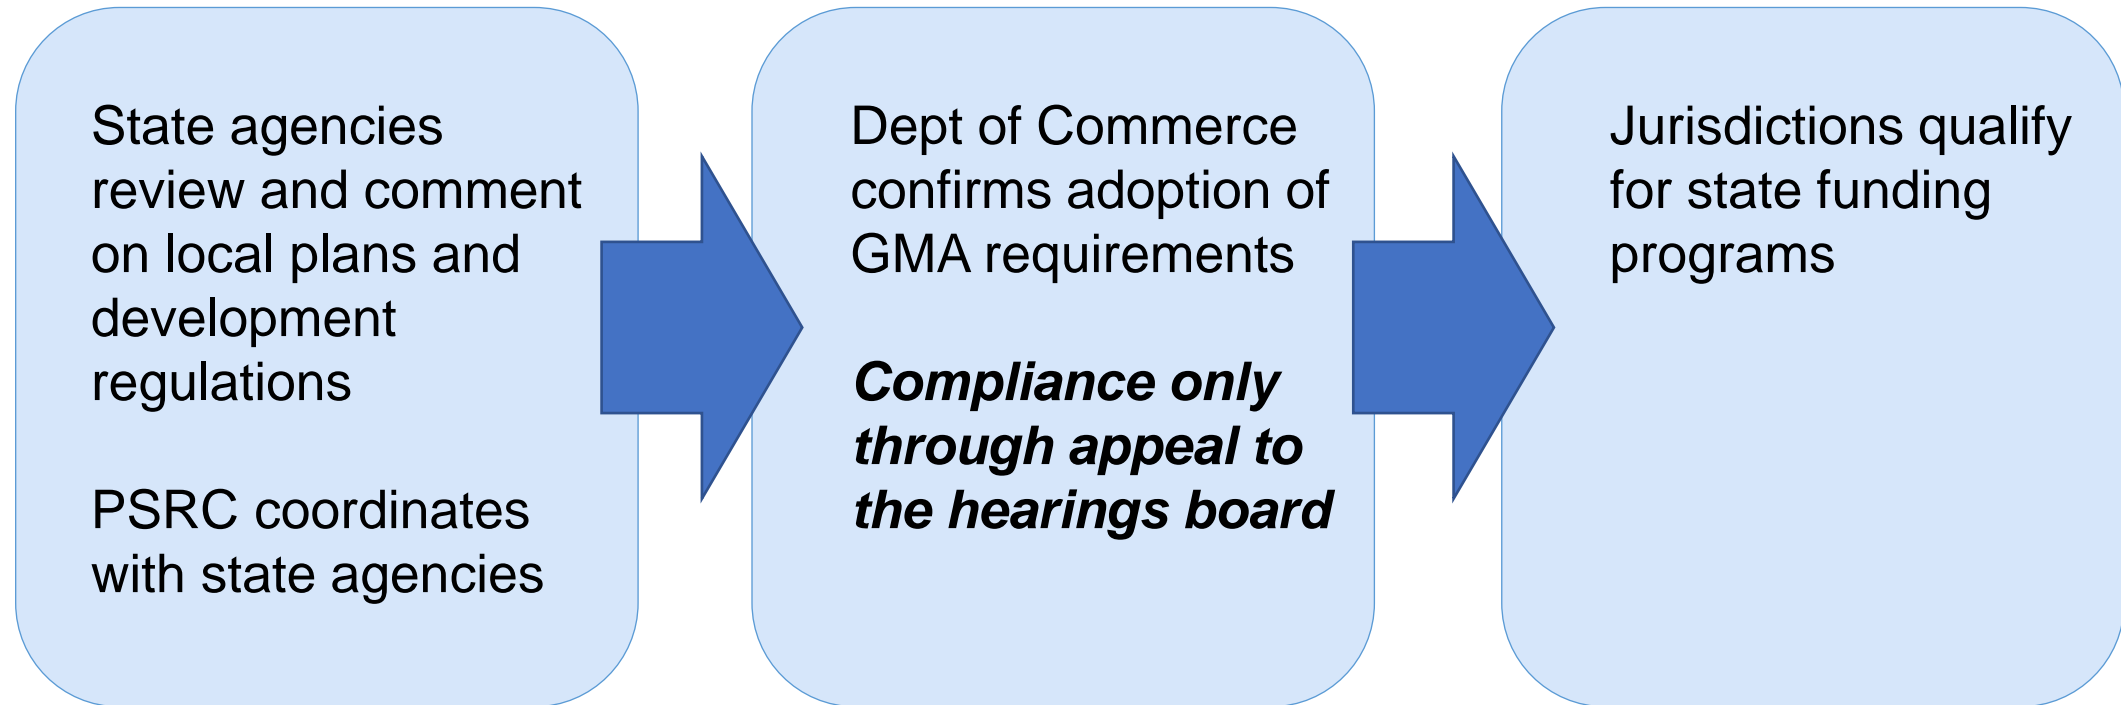 State agencies
review and comment
on local plans and
development
regulations
PSRC coordinates
with state agencies
Dept of Commerce
confirms adoption of
GMA requirements
Compliance only
through appeal to
the hearings board
Jurisdictions qualify
for state funding
programs